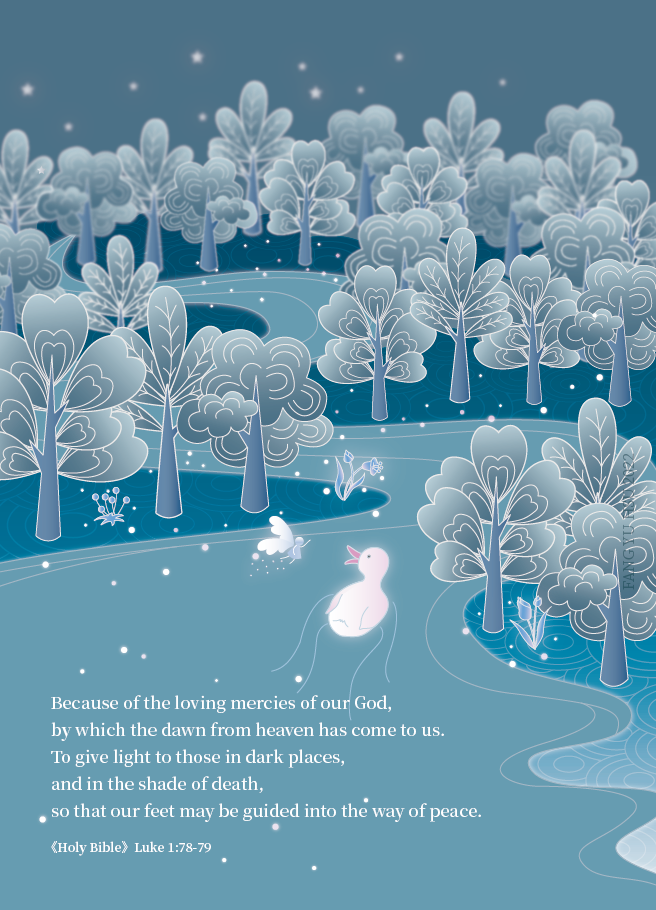 Because of the loving mercies of our God,
by which the dawn from heaven has come to us.
To give light to those in dark places,
and in the shade of death,
so that our feet may be guided into the way of peace.
《Holy Bible》Luke 1:78-79
FANG YU